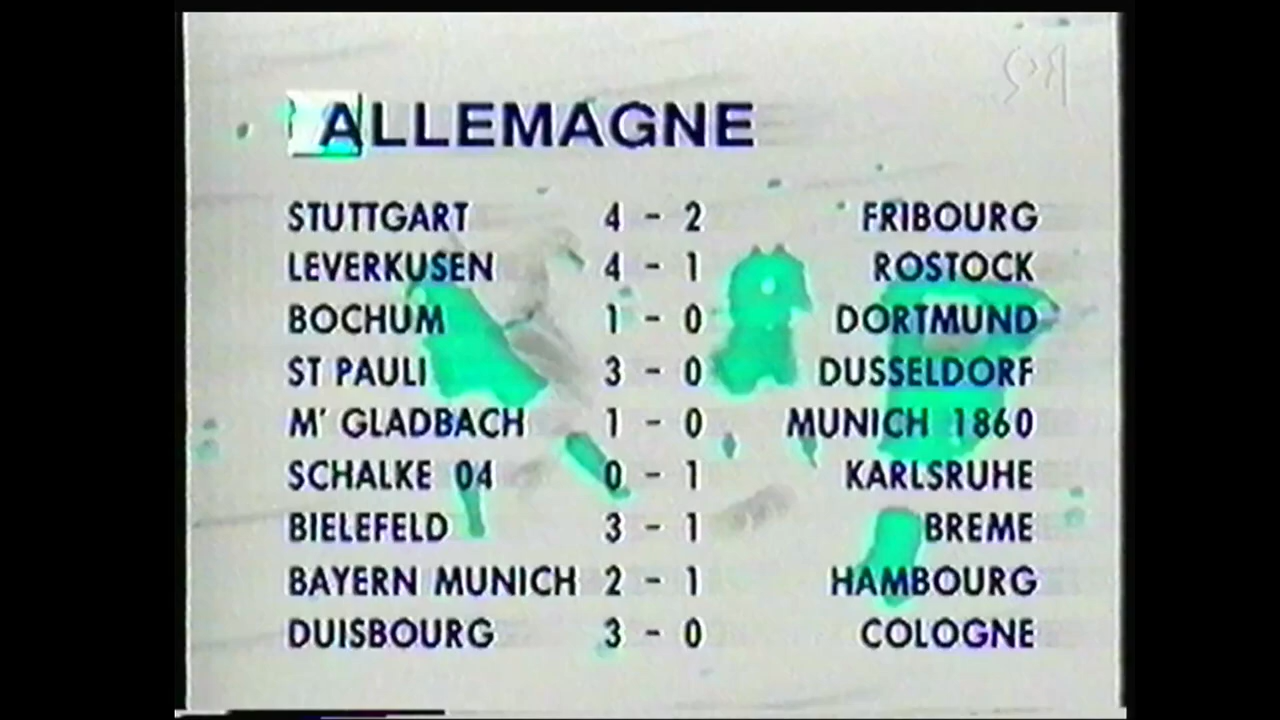 ALLEMAGNE
STUTTGART 4 - 2 FRIBOURG
LEVERKUSEN 4 - 1 ROSTOCK
BOCHUM 1 - 0 DORTMUND
ST PAULI 3 - 0 DUSSELDORF
M' GLADBACH 1 - 0 MUNICH 1860
SCHALKE 04 0 - 1 KARLSRUHE
BIELEFELD 3 - 1 BREME
BAYERN MUNICH 2 - 1 HAMBOURG
DUISBOURG 3 - 0 COLOGNE